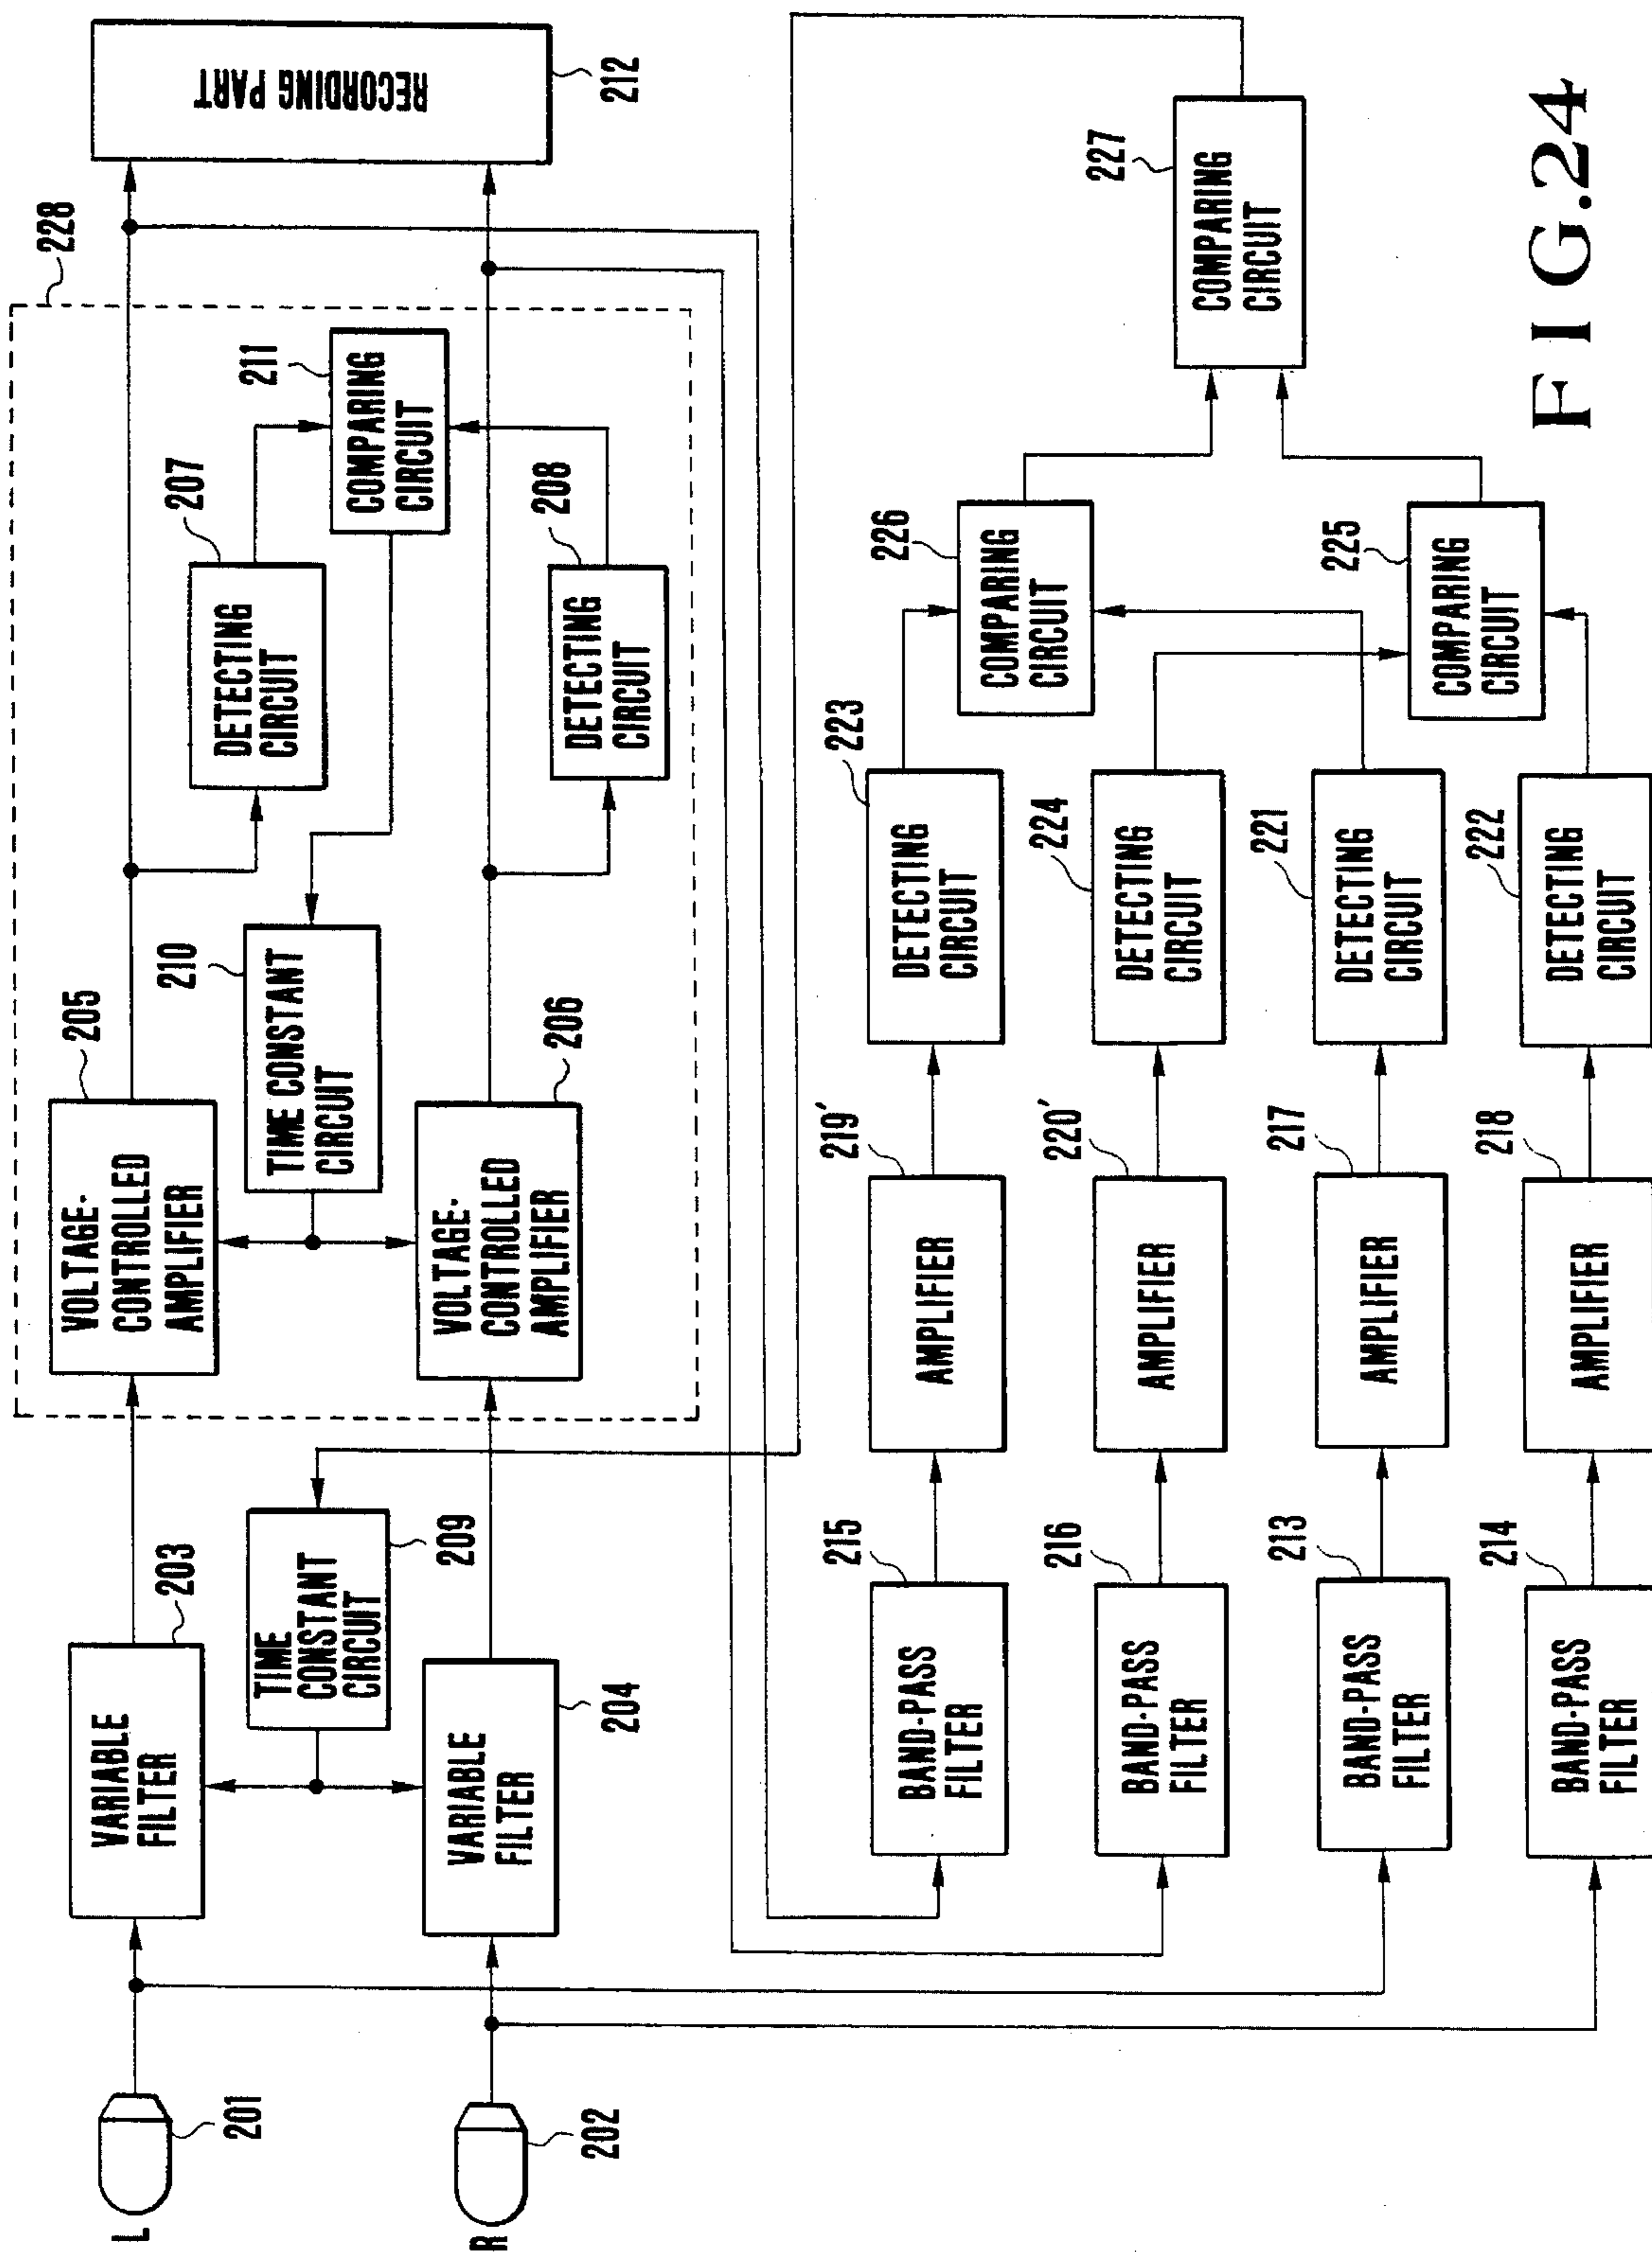 L
201
VARIABLE
FILTER
203
VOLTAGE-
CONTROLLED
AMPLIFIER
205
228
RECORDING PART
212
TIME
CONSTANT
CIRCUIT
209
TIME CONSTANT
CIRCUIT
210
DETECTING
CIRCUIT
207
COMPARING
CIRCUIT
211
R
202
VARIABLE
FILTER
204
VOLTAGE-
CONTROLLED
AMPLIFIER
206
DETECTING
CIRCUIT
208
BAND-PASS
FILTER
215
AMPLIFIER
219'
DETECTING
CIRCUIT
223
COMPARING
CIRCUIT
226
BAND-PASS
FILTER
216
AMPLIFIER
220'
DETECTING
CIRCUIT
224
COMPARING
CIRCUIT
227
BAND-PASS
FILTER
213
AMPLIFIER
217
DETECTING
CIRCUIT
221
COMPARING
CIRCUIT
225
BAND-PASS
FILTER
214
AMPLIFIER
218
DETECTING
CIRCUIT
222
FIG.24